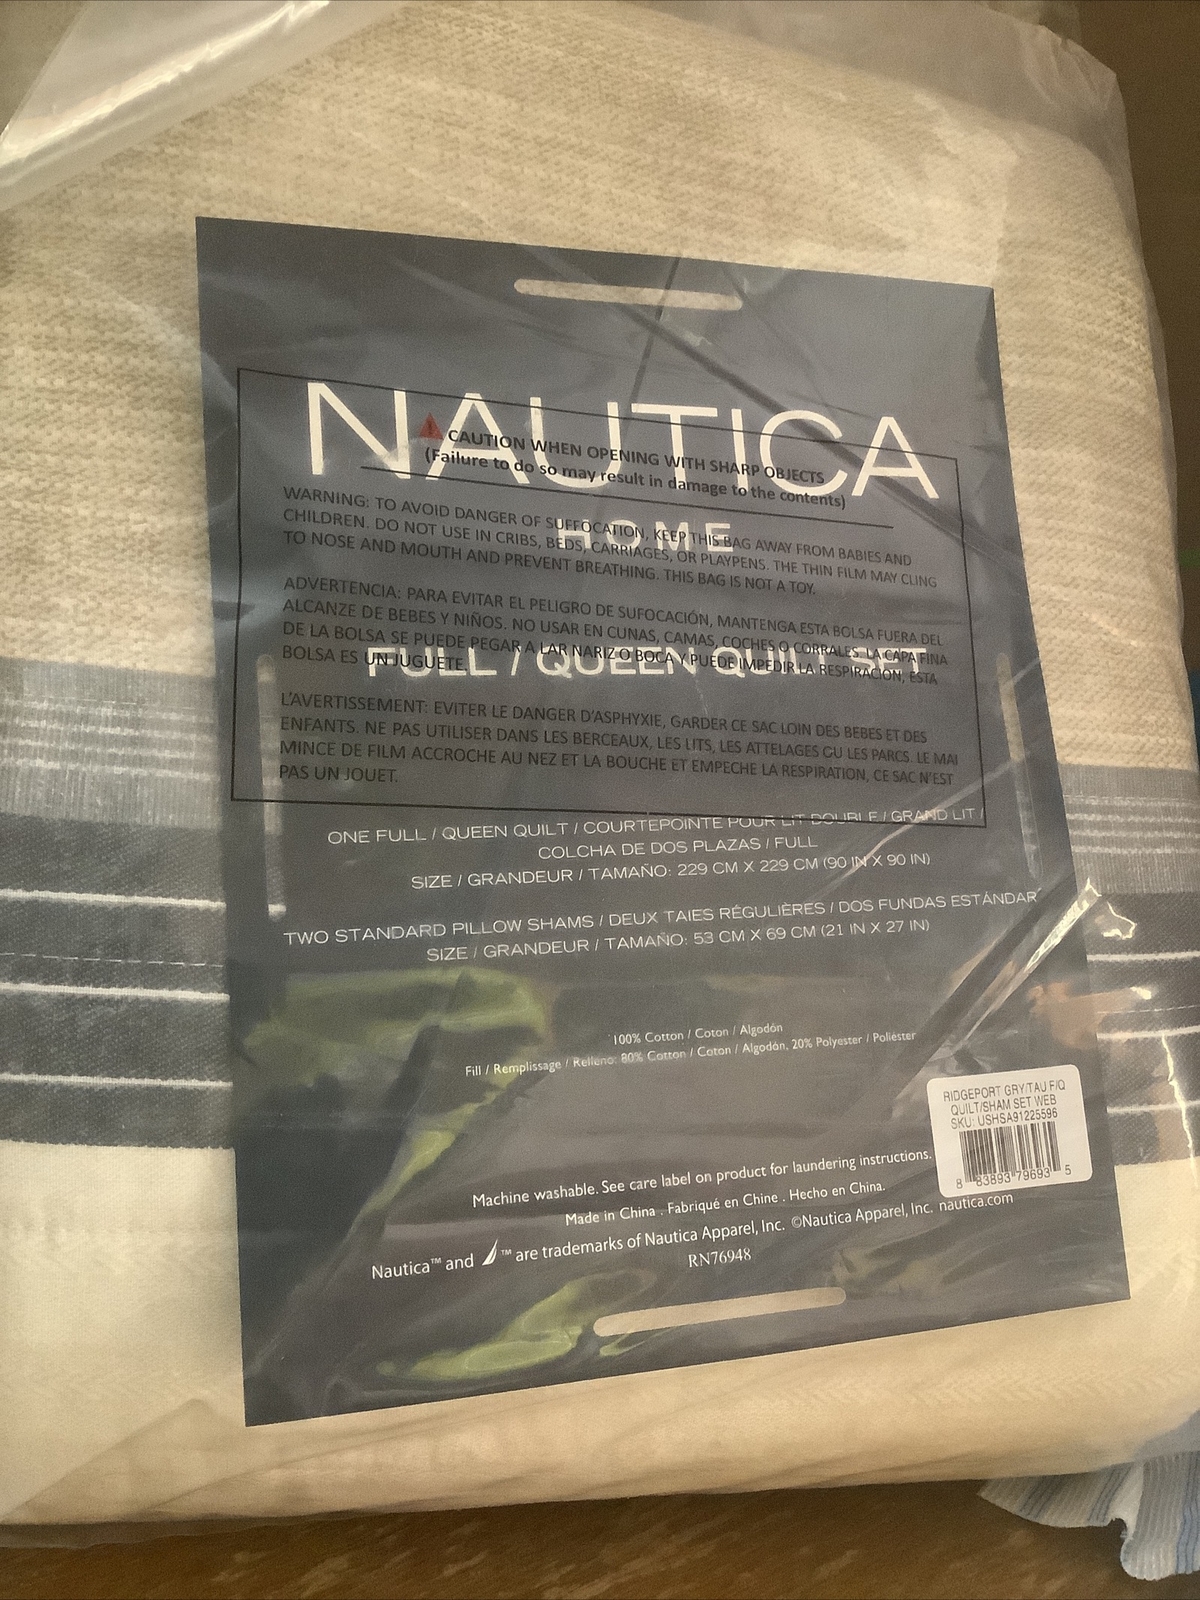 NAUTICA
HOME
FULL / QUEEN QUILT SET
CAUTION WHEN OPENING WITH SHARP OBJECTS
(Failure to do so may result in damage to the contents)
WARNING: TO AVOID DANGER OF SUFFOCATION, KEEP THIS BAG AWAY FROM BABIES AND
CHILDREN. DO NOT USE IN CRIBS, BEDS, CARRIAGES, OR PLAYPENS. THE THIN FILM MAY CLING
TO NOSE AND MOUTH AND PREVENT BREATHING. THIS BAG IS NOT A TOY.
ADVERTENCIA: PARA EVITAR EL PELIGRO DE SUFOCACIÓN, MANTENGA ESTA BOLSA FUERA DEL
ALCANZE DE BEBES Y NIÑOS. NO USAR EN CUNAS, CAMAS, COCHES O CORRALES. LA CAPA FINA
DE LA BOLSA SE PUEDE PEGAR A LAR NARIZ O BOCA Y PUEDE IMPEDIR LA RESPIRACIÓN, ESTA
BOLSA ES UN JUGUETE.
L'AVERTISSEMENT: EVITER LE DANGER D'ASPHYXIE, GARDER CE SAC LOIN DES BEBES ET DES
ENFANTS. NE PAS UTILISER DANS LES BERCEAUX, LES LITS, LES ATTELAGES OU LES PARCS. LE MAI
MINCE DE FILM ACCROCHE AU NEZ ET LA BOUCHE ET EMPECHE LA RESPIRATION, CE SAC N'EST
PAS UN JOUET.
ONE FULL / QUEEN QUILT / COURTEPOINTE POUR LIT DOUBLE / GRAND LIT /
COLCHA DE DOS PLAZAS / FULL
SIZE / GRANDEUR / TAMAÑO: 229 CM X 229 CM (90 IN X 90 IN)
TWO STANDARD PILLOW SHAMS / DEUX TAIES RÉGULIÈRES / DOS FUNDAS ESTÁNDAR
SIZE / GRANDEUR / TAMAÑO: 53 CM X 69 CM (21 IN X 27 IN)
100% Cotton / Coton / Algodón
Fill / Remplissage / Relleno: 80% Cotton / Coton / Algodón, 20% Polyester / Poliéster
RIDGEPORT GRY/TAU F/Q
QUILT/SHAM SET WEB
SKU: USHSA91225596
8 83893 79693 5
Machine washable. See care label on product for laundering instructions.
Made in China . Fabriqué en Chine . Hecho en China.
Nautica™ and ™ are trademarks of Nautica Apparel, Inc. ©Nautica Apparel, Inc. nautica.com
RN76948